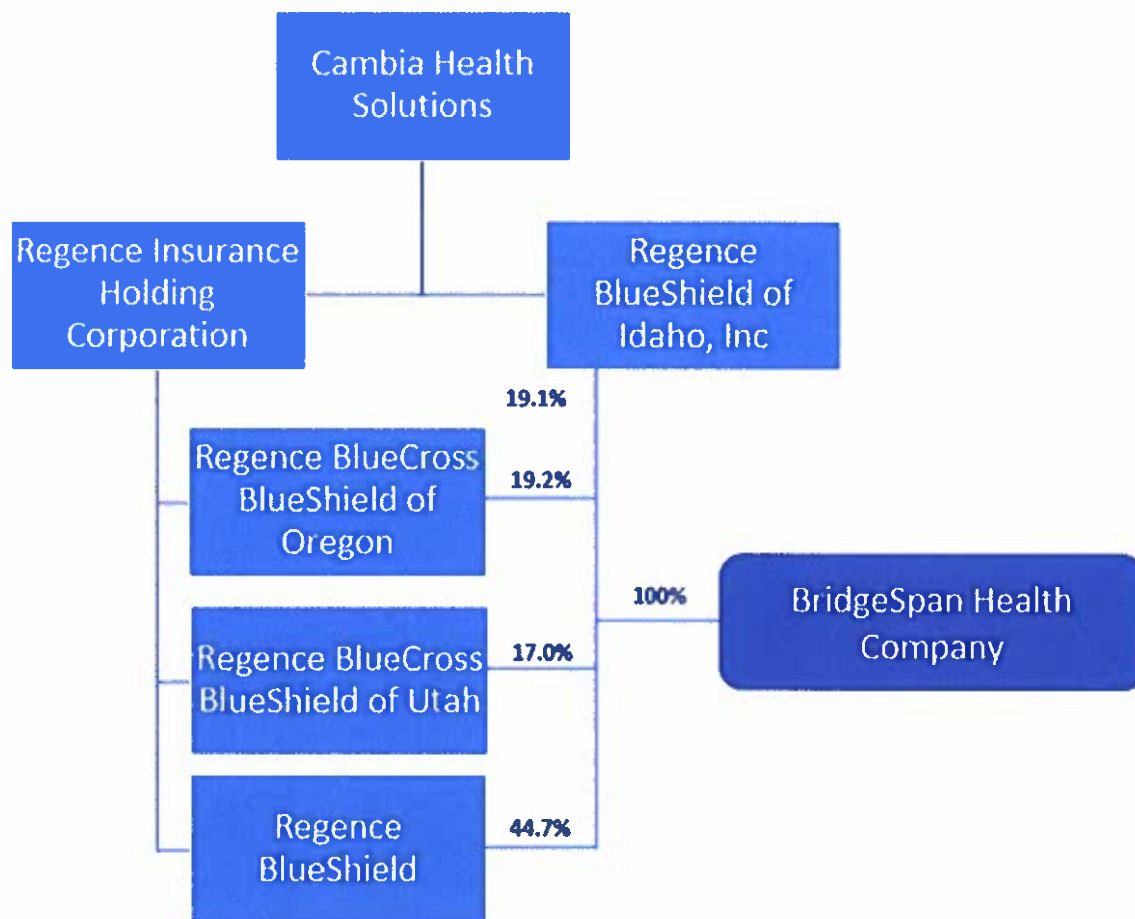 Cambia Health
Solutions
Regence Insurance
Holding
Corporation
Regence
BlueShield of
Idaho, Inc
19.1%
Regence BlueCross
BlueShield of
Oregon
19.2%
100%
BridgeSpan Health
Company
Regence BlueCross
BlueShield of Utah
17.0%
Regence
BlueShield
44.7%